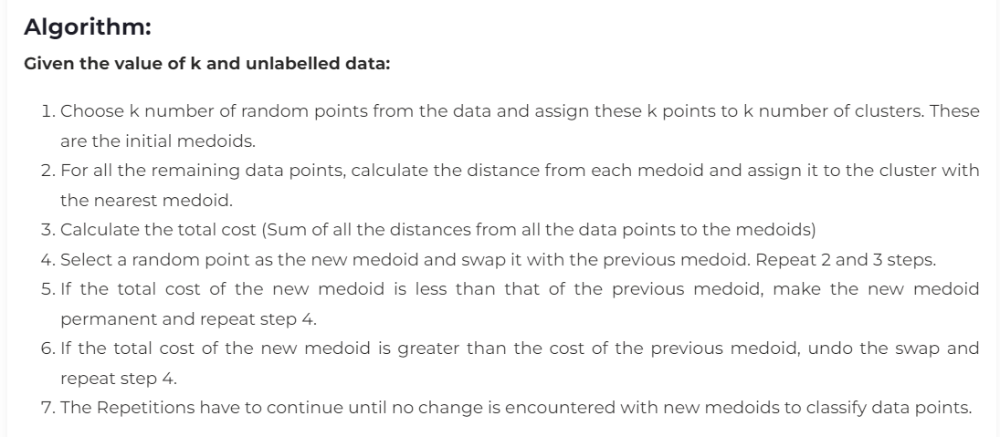 Algorithm:
Given the value of k and unlabelled data:
1. Choose k number of random points from the data and assign these k points to k number of clusters. These
are the initial medoids.
2. For all the remaining data points, calculate the distance from each medoid and assign it to the cluster with
the nearest medoid.
3. Calculate the total cost (Sum of all the distances from all the data points to the medoids)
4. Select a random point as the new medoid and swap it with the previous medoid. Repeat 2 and 3 steps.
5. If the total cost of the new medoid is less than that of the previous medoid, make the new medoid
permanent and repeat step 4.
6. If the total cost of the new medoid is greater than the cost of the previous medoid, undo the swap and
repeat step 4.
7. The Repetitions have to continue until no change is encountered with new medoids to classify data points.